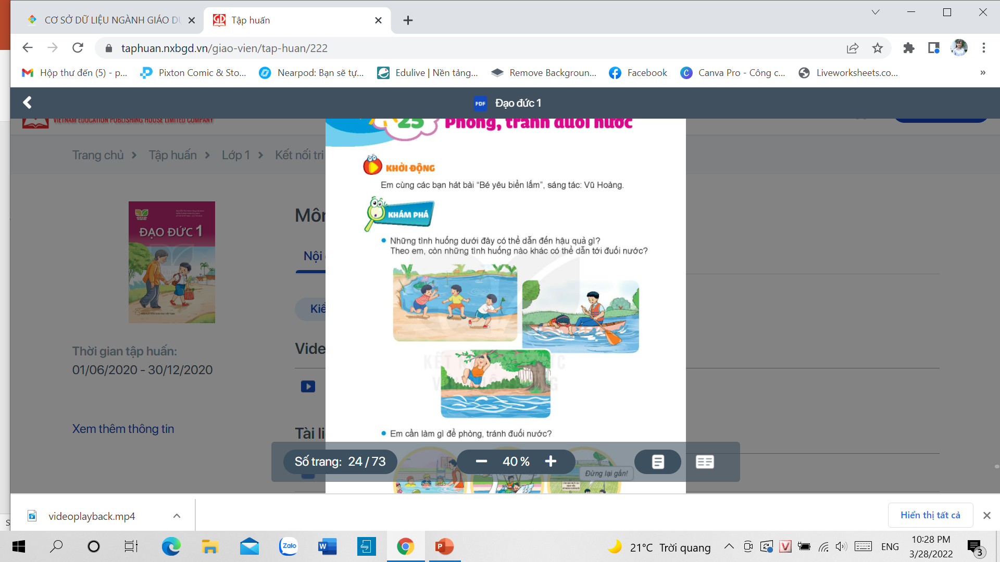 CƠ SỞ DỮ LIỆU NGÀNH GIÁO DỤ
Tập huấn
taphuan.nxbgd.vn/giao-vien/tap-huan/222
Hộp thư đến (5) - p...
Pixton Comic & Sto...
Nearpod: Bạn sẽ tự...
Edulive | Nền tảng...
Remove Backgroun...
Facebook
Canva Pro - Công c...
Liveworksheets.co...
»
PDF Đạo đức 1
VIETNAM EDUCATION PUBLISHING HOUSE LIMITED COMPANY
25 Phòng, tránh đuối nước
Trang chủ > Tập huấn > Lớp 1 > Kết nối tri
KHỞI ĐỘNG
Em cùng các bạn hát bài “Bé yêu biển lắm”, sáng tác: Vũ Hoàng.
KHÁM PHÁ
Những tình huống dưới đây có thể dẫn đến hậu quả gì?
Theo em, còn những tình huống nào khác có thể dẫn tới đuối nước?
ĐẠO ĐỨC 1
Môn
Nội
Kiể
Vide
Tài li
Thời gian tập huấn:
01/06/2020 - 30/12/2020
Xem thêm thông tin
Em cần làm gì để phòng, tránh đuối nước?
Số trang: 24 / 73
40 %
Đừng lại gần!
videoplayback.mp4
Hiển thị tất cả
Zalo
21°C Trời quang
ENG
10:28 PM
3/28/2022
3